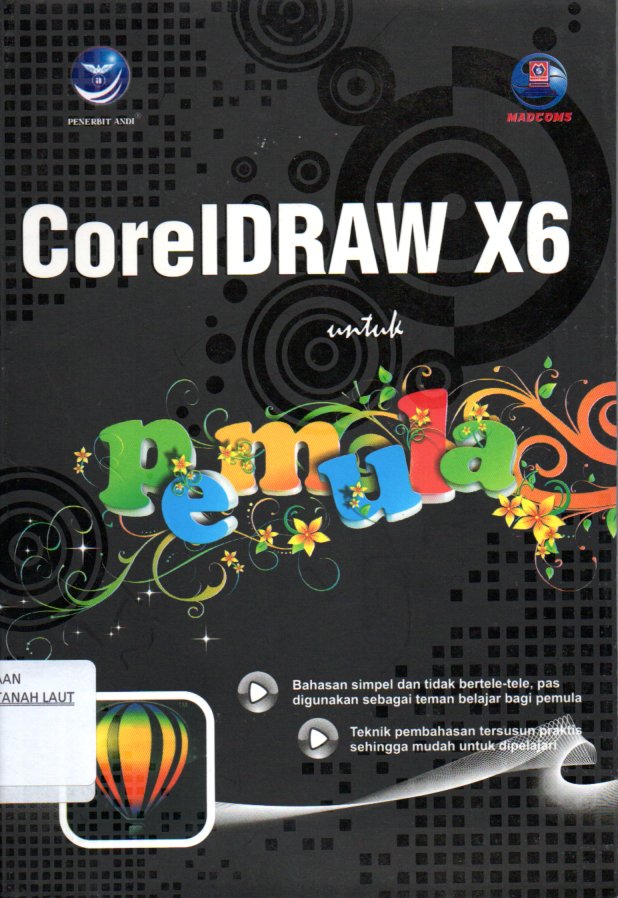 PENERBIT ANDI®
MADCOMS
CorelDRAW X6
untuk
pemula
Bahasan simpel dan tidak bertele-tele, pas
digunakan sebagai teman belajar bagi pemula
Teknik pembahasan tersusun praktis
sehingga mudah untuk dipelajari
AAN
TANAH LAUT
TM